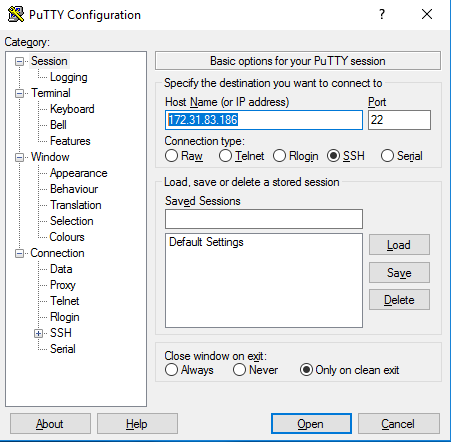 PuTTY Configuration
?
Category:
Session
Logging
Terminal
Keyboard
Bell
Features
Window
Appearance
Behaviour
Translation
Selection
Colours
Connection
Data
Proxy
Telnet
Rlogin
SSH
Serial
Basic options for your PuTTY session
Specify the destination you want to connect to
Host Name (or IP address) Port
172.31.83.186 22
Connection type:
Raw Telnet Rlogin SSH Serial
Load, save or delete a stored session
Saved Sessions
Default Settings
Load
Save
Delete
Close window on exit:
Always Never Only on clean exit
About Help Open Cancel